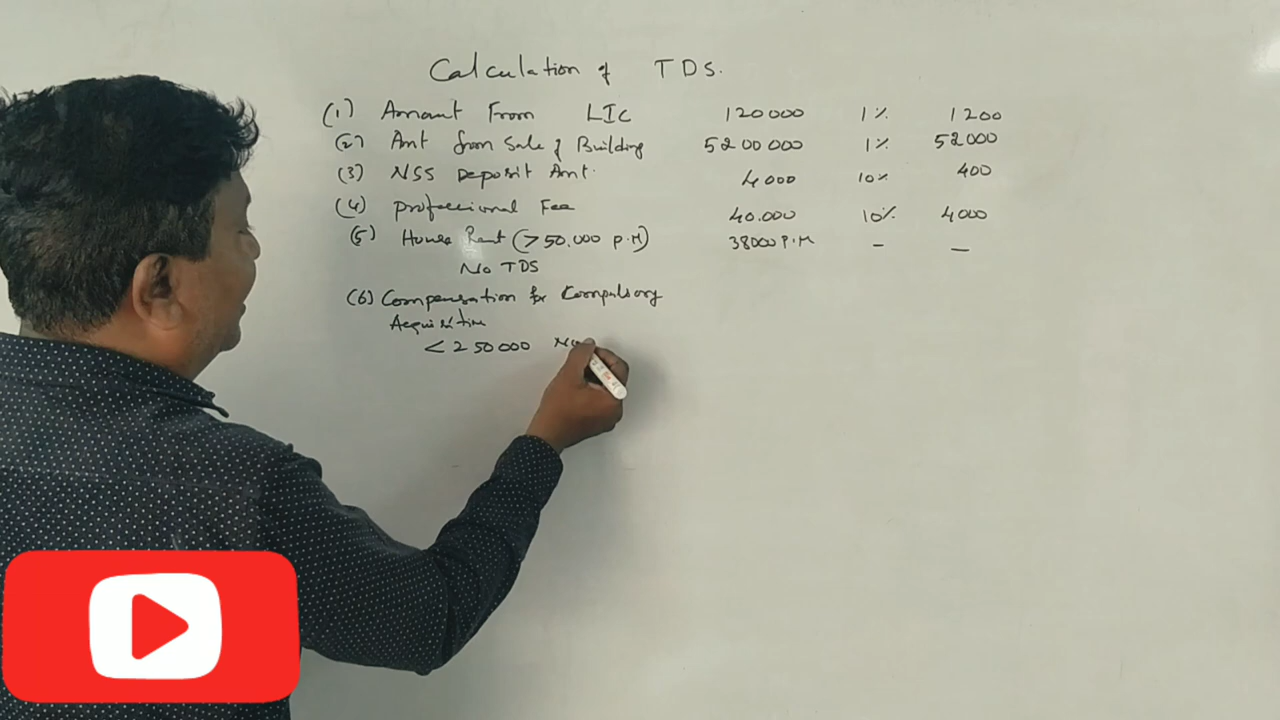 Calculation of TDS.
(1) Amount From LIC 120000 1% 1200
(2) Amt from Sale of Building 5200000 1% 52000
(3) NSS Deposit Amt. 4000 10% 400
(4) Professional Fee 40.000 10% 4000
(5) House Rent (>50.000 P.M) 38000 P.M - -
No TDS
(6) Compensation for Compulsory
Acquisition
<250000 No